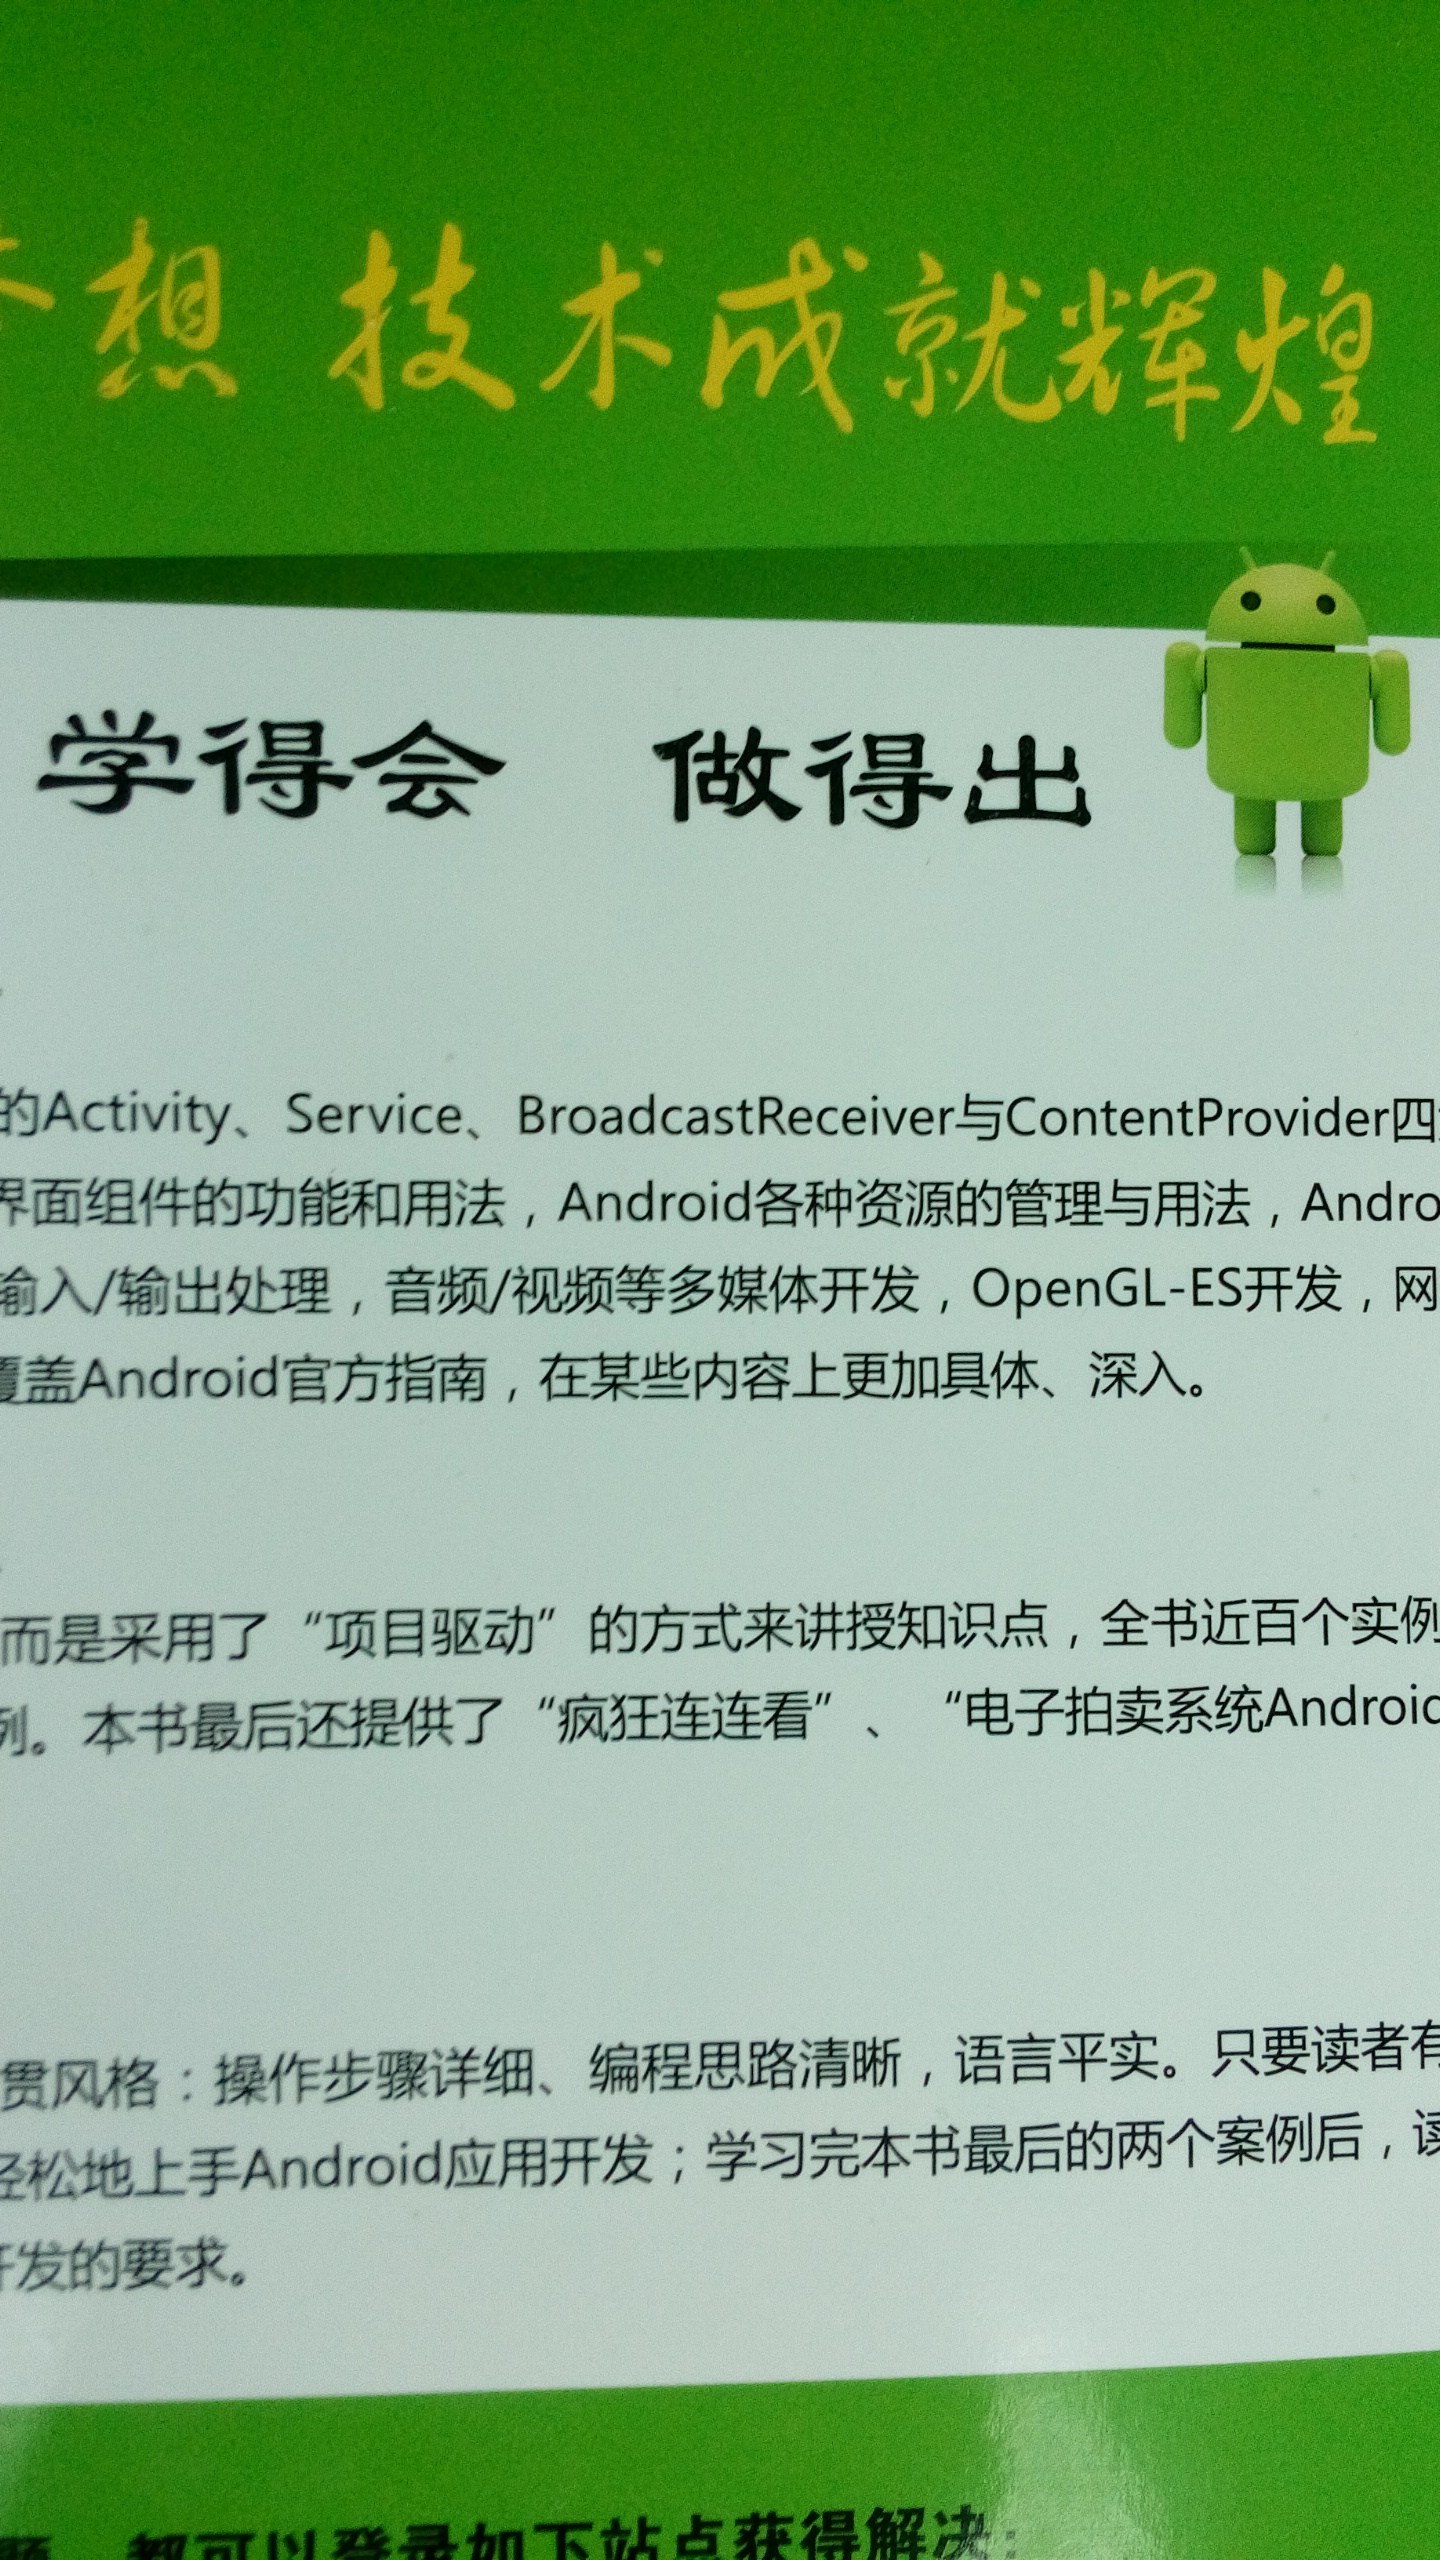 想 技术成就辉煌
学得会 做得出
的Activity、Service、BroadcastReceiver与ContentProvider四
界面组件的功能和用法，Android各种资源的管理与用法，Andro
输入/输出处理，音频/视频等多媒体开发，OpenGL-ES开发，网
覆盖Android官方指南，在某些内容上更加具体、深入。
而是采用了“项目驱动”的方式来讲授知识点，全书近百个实例
例。本书最后还提供了“疯狂连连看”、“电子拍卖系统Android
贯风格：操作步骤详细、编程思路清晰，语言平实。只要读者有
轻松地上手Android应用开发；学习完本书最后的两个案例后，读
开发的要求。
都可以登录如下站点获得解决：